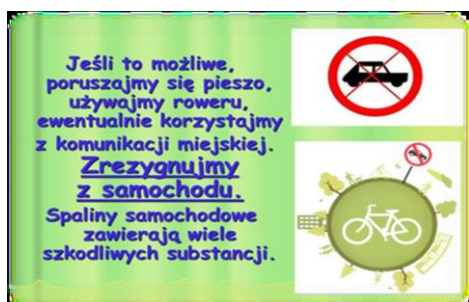 Jeśli to możliwe,
poruszajmy się pieszo,
używajmy roweru,
ewentualnie korzystajmy
z komunikacji miejskiej.
Zrezygnujmy
z samochodu.
Spaliny samochodowe
zawierają wiele
szkodliwych substancji.